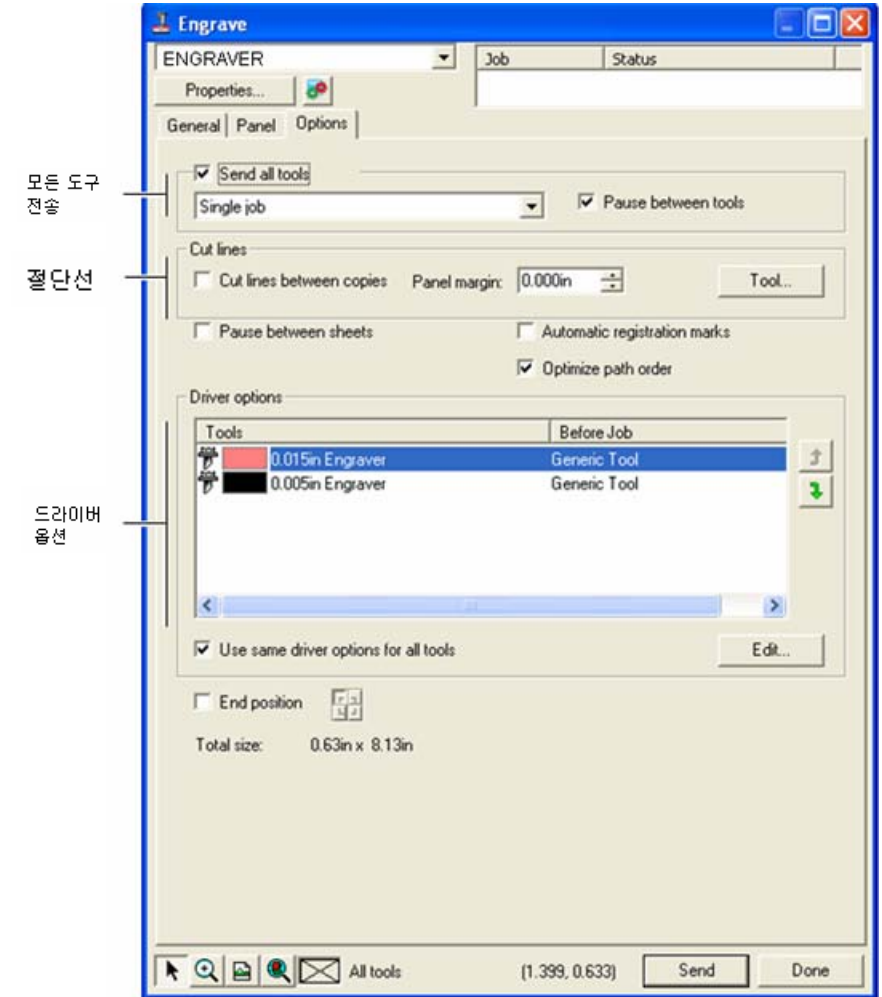 Engrave
ENGRAVER
Job Status
Properties...
General Panel Options
모든 도구
전송
Send all tools
Single job
Pause between tools
절단선
Cut lines
Cut lines between copies Panel margin: 0.000in Tool...
Pause between sheets Automatic registration marks
Optimize path order
드라이버
옵션
Driver options
Tools Before Job
0.015in Engraver Generic Tool
0.005in Engraver Generic Tool
Use same driver options for all tools Edit...
End position
Total size: 0.63in x 8.13in
All tools (1.399, 0.633) Send Done